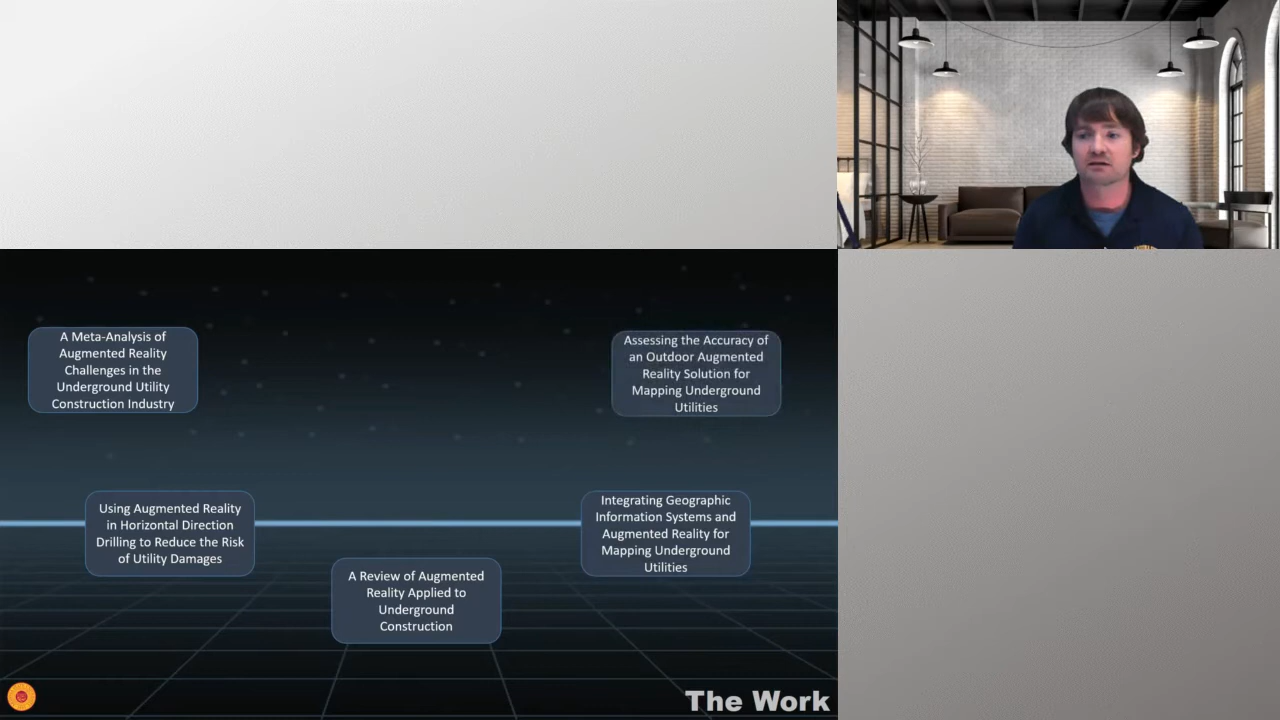 A Meta-Analysis of
Augmented Reality
Challenges in the
Underground Utility
Construction Industry
Assessing the Accuracy of
an Outdoor Augmented
Reality Solution for
Mapping Underground
Utilities
Using Augmented Reality
in Horizontal Direction
Drilling to Reduce the Risk
of Utility Damages
Integrating Geographic
Information Systems and
Augmented Reality for
Mapping Underground
Utilities
A Review of Augmented
Reality Applied to
Underground
Construction
The Work